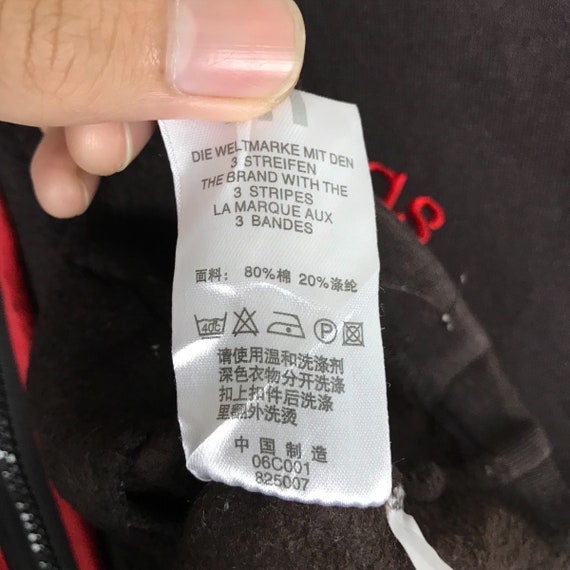 DIE WELTMARKE MIT DEN
3 STREIFEN
THE BRAND WITH THE
3 STRIPES
LA MARQUE AUX
3 BANDES
面料: 80%棉 20%涤纶
40C P
请使用温和洗涤剂
深色衣物分开洗涤
扣上扣件后洗涤
里翻外洗烫
中国制造
06C001
825007